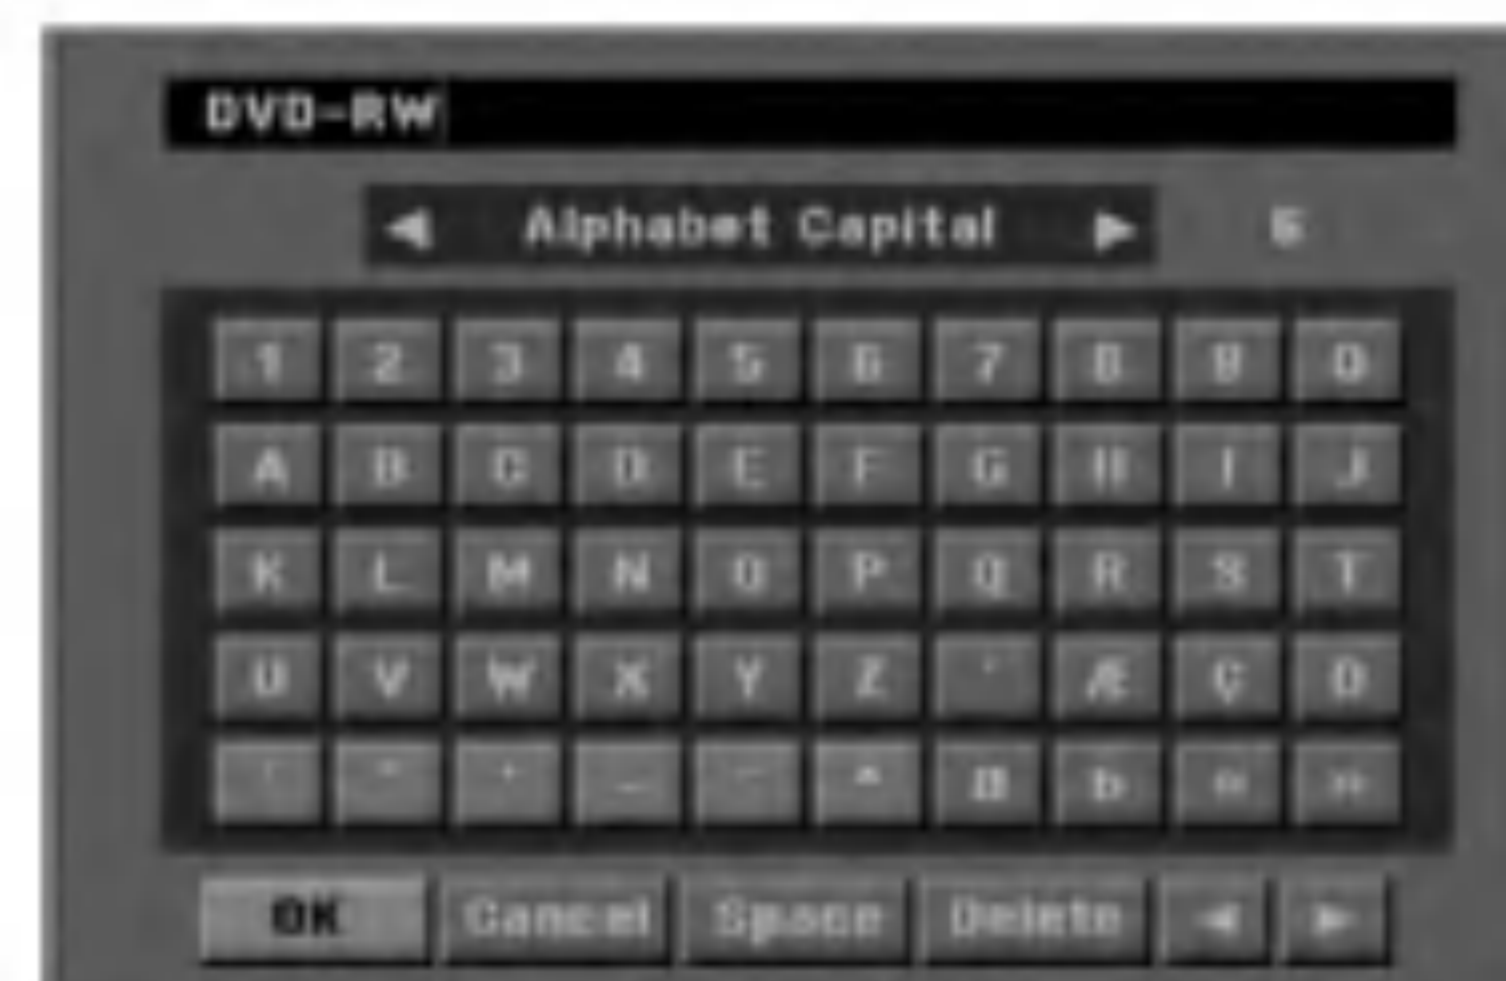 DVD-RW
◀ Alphabet Capital ▶ 6
1 2 3 4 5 6 7 8 9 0
A B C D E F G H I J
K L M N O P Q R S T
U V W X Y Z Æ Ç
OK Cancel Space Delete ◀ ▶